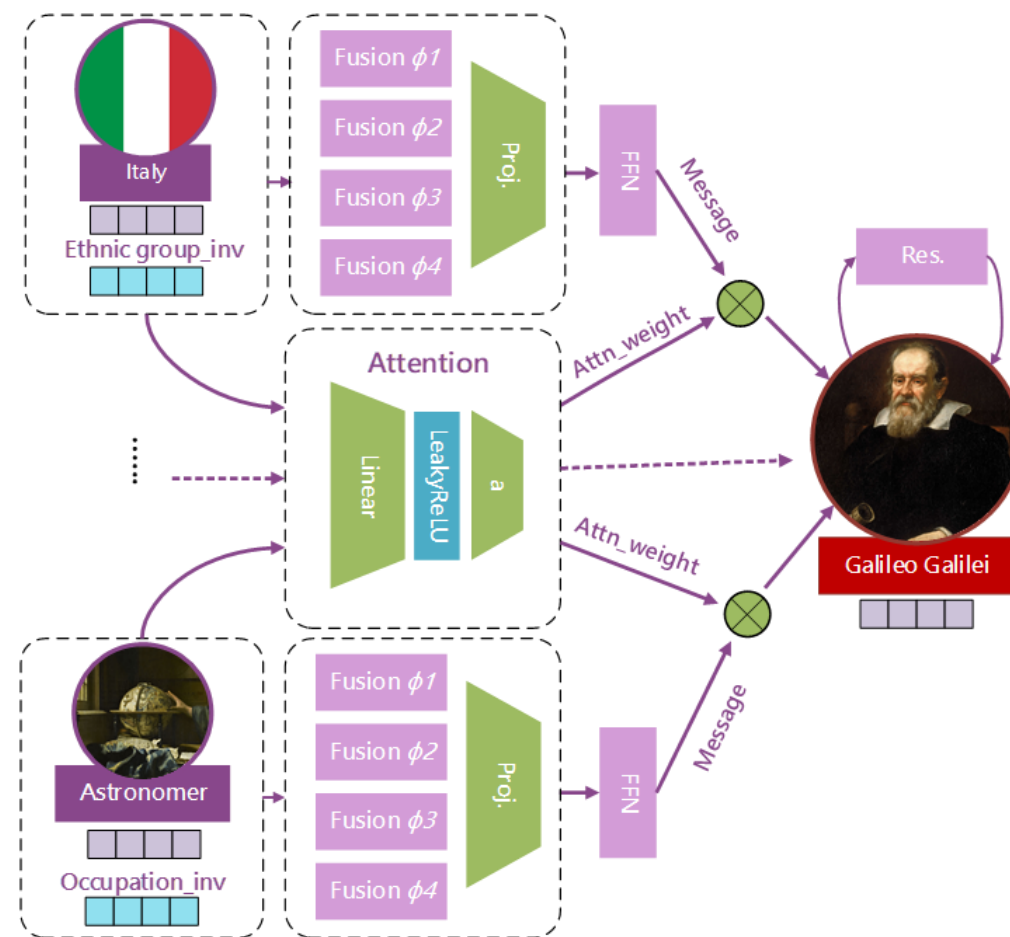 Italy
Ethnic group_inv
Fusion ϕ1
Fusion ϕ2
Fusion ϕ3
Fusion ϕ4
Proj.
FFN
Message
Attn_weight
Res.
Attention
Linear
LeakyReLU
a
......
Attn_weight
Galileo Galilei
Astronomer
Occupation_inv
Fusion ϕ1
Fusion ϕ2
Fusion ϕ3
Fusion ϕ4
Proj.
FFN
Message